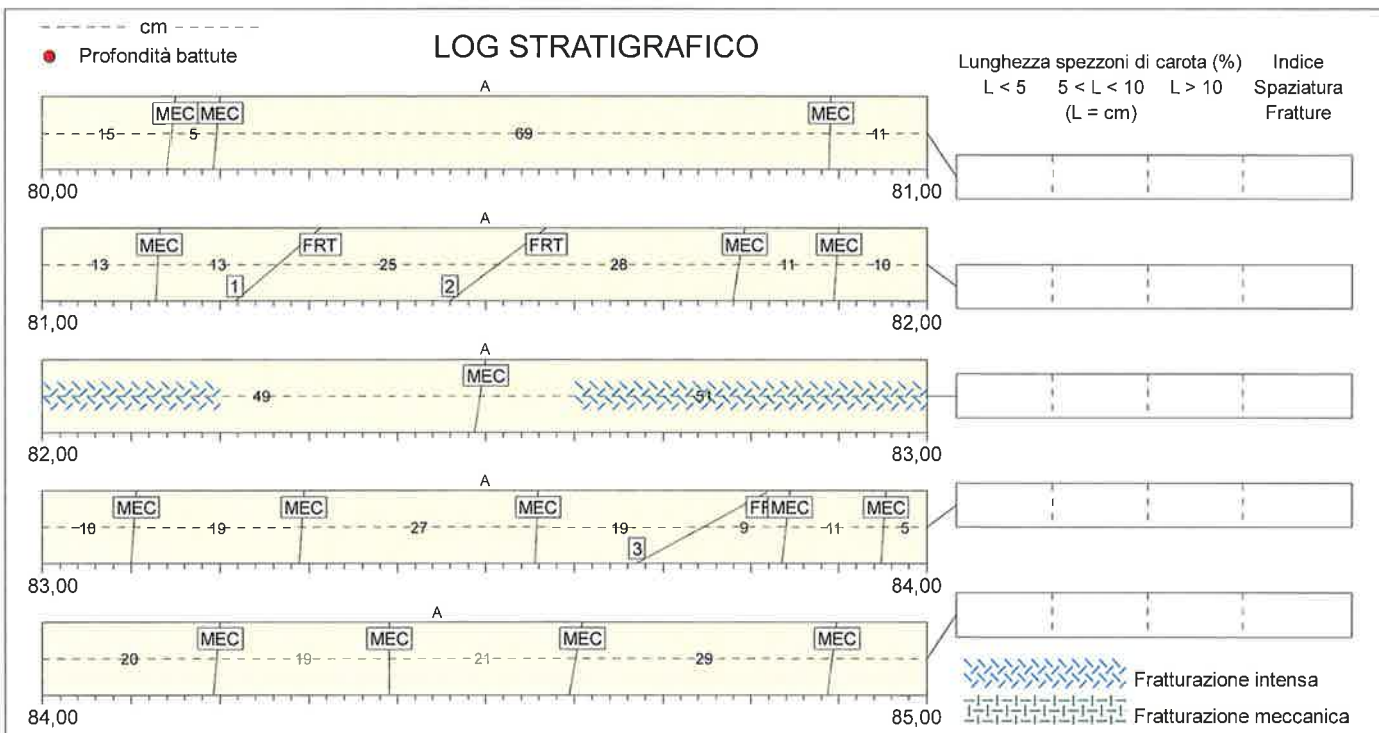 cm
Profondità battute
LOG STRATIGRAFICO
Lunghezza spezzoni di carota (%) Indice
L < 5 5 < L < 10 L > 10 Spaziatura
(L = cm) Fratture
A
MEC MEC MEC
15 5 69 11
80,00 81,00
A
MEC FRT FRT MEC MEC
13 13 25 28 11 10
1 2
81,00 82,00
A
MEC
49 51
82,00 83,00
A
MEC MEC MEC MEC MEC
10 19 27 19 9 11 5
3
83,00 84,00
A
MEC MEC MEC MEC
20 19 21 29
84,00 85,00
Fratturazione intensa
Fratturazione meccanica